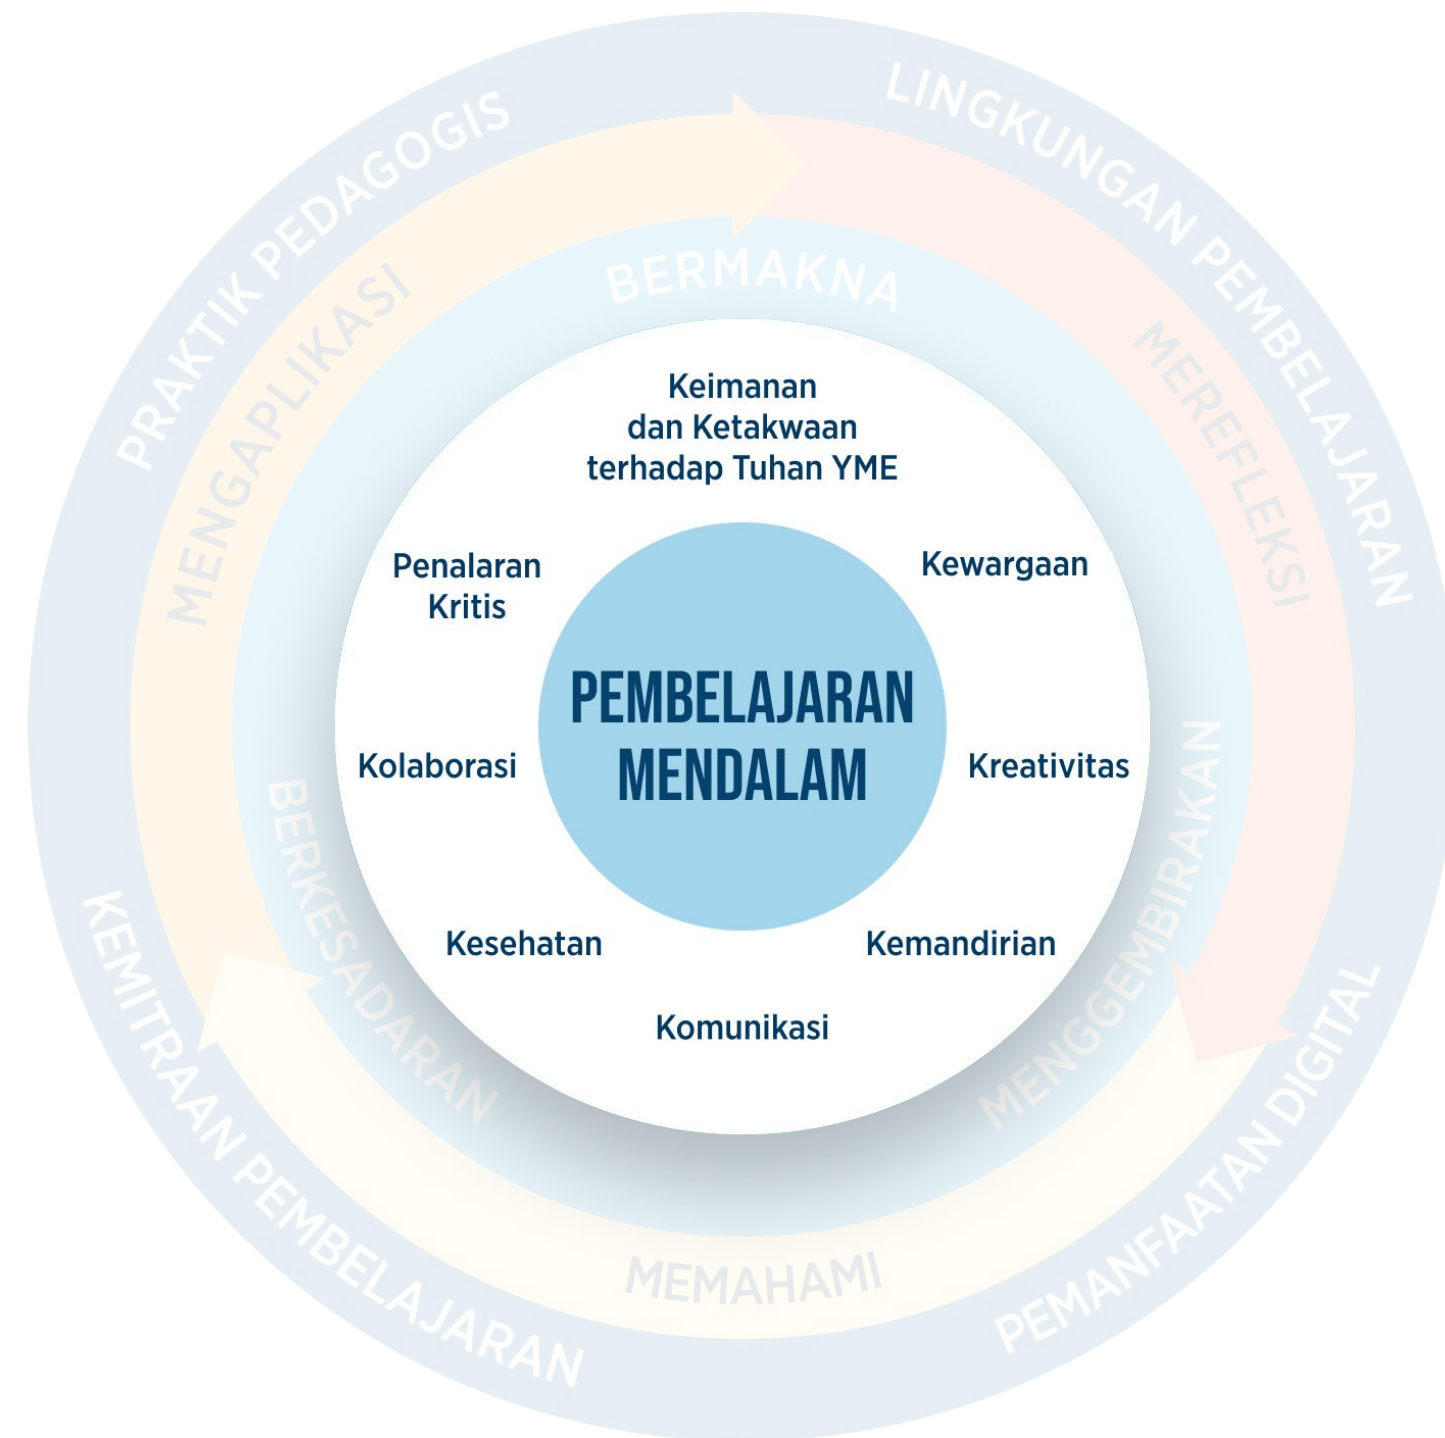 PRAKTIK PEDAGOGIS
LINGKUNGAN PEMBELAJARAN
MENGAPLIKASI
MEREFLEKSI
BERMAKNA
Keimanan
dan Ketakwaan
terhadap Tuhan YME
Penalaran
Kritis
Kewargaan
PEMBELAJARAN
MENDALAM
Kolaborasi
Kreativitas
Kesehatan
Kemandirian
Komunikasi
BERKESADARAN
MENGGEMBIRAKAN
KEMITRAAN PEMBELAJARAN
PEMANFAATAN DIGITAL
MEMAHAMI